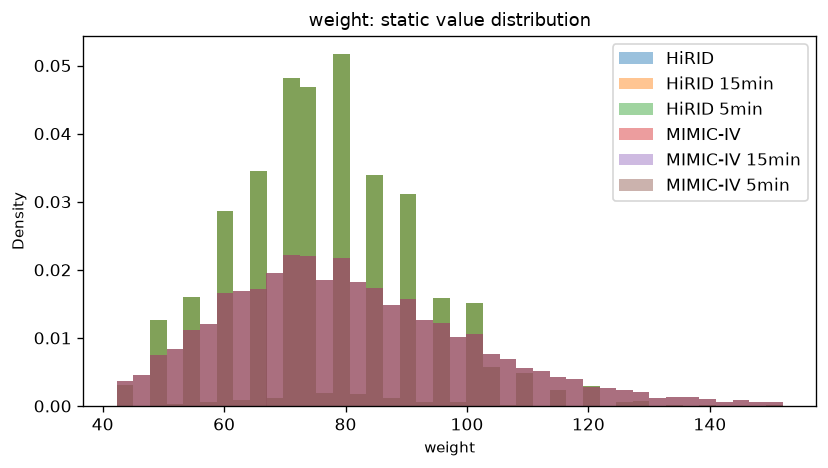 weight: static value distribution
HiRID
HiRID 15min
HiRID 5min
MIMIC-IV
MIMIC-IV 15min
MIMIC-IV 5min
Density
0.05
0.04
0.03
0.02
0.01
0.00
40 60 80 100 120 140
weight